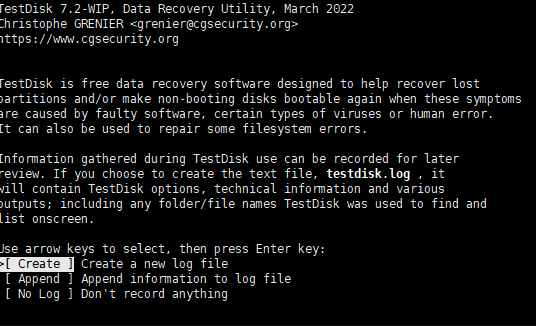 TestDisk 7.2-WIP, Data Recovery Utility, March 2022
Christophe GRENIER <grenier@cgsecurity.org>
https://www.cgsecurity.org
TestDisk is free data recovery software designed to help recover lost
partitions and/or make non-booting disks bootable again when these symptoms
are caused by faulty software, certain types of viruses or human error.
It can also be used to repair some filesystem errors.
Information gathered during TestDisk use can be recorded for later
review. If you choose to create the text file, testdisk.log , it
will contain TestDisk options, technical information and various
outputs; including any folder/file names TestDisk was used to find and
list onscreen.
Use arrow keys to select, then press Enter key:
>[ Create ] Create a new log file
[ Append ] Append information to log file
[ No Log ] Don't record anything